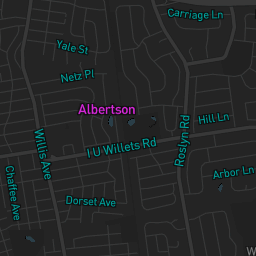 Carriage Ln
Yale St
Netz Pl
Albertson
Hill Ln
Willis Ave
I U Willets Rd
Roslyn Rd
Chaffee Ave
Arbor Ln
Dorset Ave
W